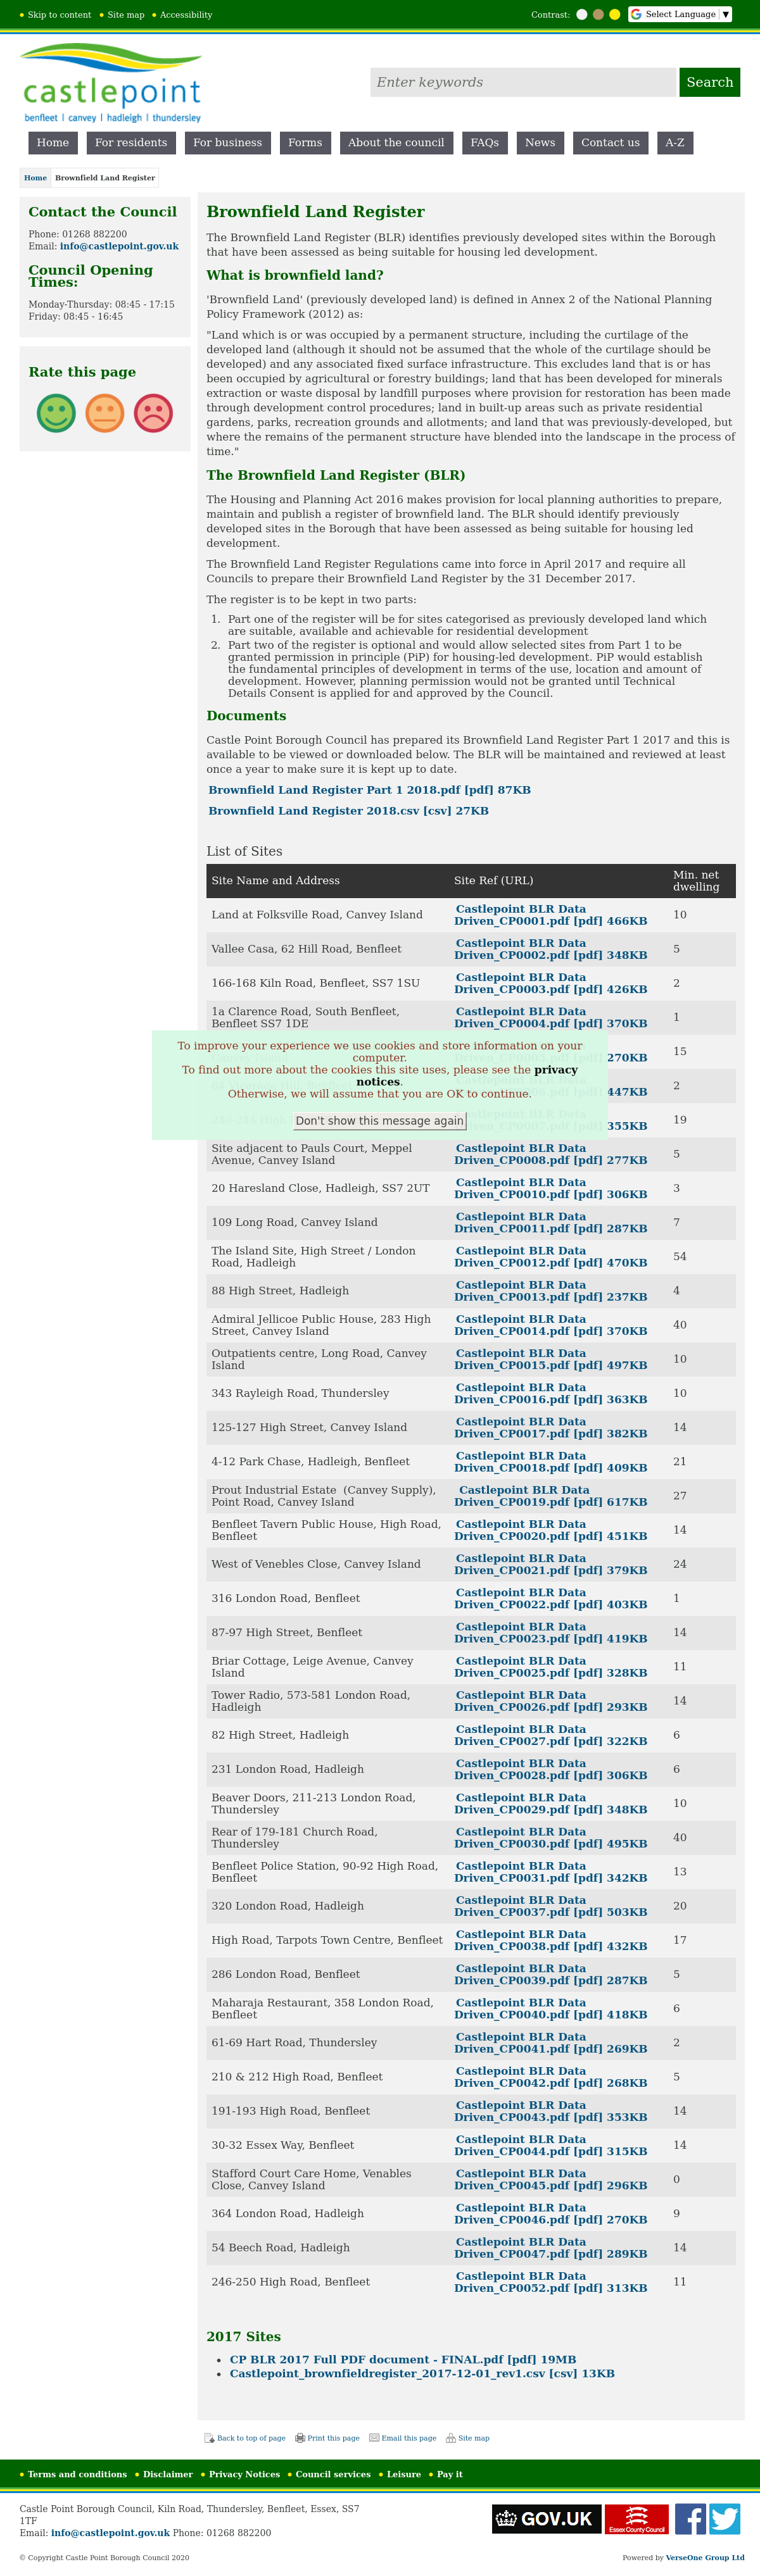 Skip to content Site map Accessibility
Contrast: Select Language ▼
castlepoint
benfleet | canvey | hadleigh | thundersley
Enter keywords Search
Home For residents For business Forms About the council FAQs News Contact us A-Z
Home Brownfield Land Register
Contact the Council
Phone: 01268 882200
Email: info@castlepoint.gov.uk
Council Opening
Times:
Monday-Thursday: 08:45 - 17:15
Friday: 08:45 - 16:45
Rate this page
Brownfield Land Register
The Brownfield Land Register (BLR) identifies previously developed sites within the Borough
that have been assessed as being suitable for housing led development.
What is brownfield land?
'Brownfield Land' (previously developed land) is defined in Annex 2 of the National Planning
Policy Framework (2012) as:
"Land which is or was occupied by a permanent structure, including the curtilage of the
developed land (although it should not be assumed that the whole of the curtilage should be
developed) and any associated fixed surface infrastructure. This excludes land that is or has
been occupied by agricultural or forestry buildings; land that has been developed for minerals
extraction or waste disposal by landfill purposes where provision for restoration has been made
through development control procedures; land in built-up areas such as private residential
gardens, parks, recreation grounds and allotments; and land that was previously-developed, but
where the remains of the permanent structure have blended into the landscape in the process of
time."
The Brownfield Land Register (BLR)
The Housing and Planning Act 2016 makes provision for local planning authorities to prepare,
maintain and publish a register of brownfield land. The BLR should identify previously
developed sites in the Borough that have been assessed as being suitable for housing led
development.
The Brownfield Land Register Regulations came into force in April 2017 and require all
Councils to prepare their Brownfield Land Register by the 31 December 2017.
The register is to be kept in two parts:
1. Part one of the register will be for sites categorised as previously developed land which
are suitable, available and achievable for residential development
2. Part two of the register is optional and would allow selected sites from Part 1 to be
granted permission in principle (PiP) for housing-led development. PiP would establish
the fundamental principles of development in terms of the use, location and amount of
development. However, planning permission would not be granted until Technical
Details Consent is applied for and approved by the Council.
Documents
Castle Point Borough Council has prepared its Brownfield Land Register Part 1 2017 and this is
available to be viewed or downloaded below. The BLR will be maintained and reviewed at least
once a year to make sure it is kept up to date.
Brownfield Land Register Part 1 2018.pdf [pdf] 87KB
Brownfield Land Register 2018.csv [csv] 27KB
List of Sites
Site Name and Address Site Ref (URL) Min. net
dwelling
Land at Folksville Road, Canvey Island Castlepoint BLR Data
Driven_CP0001.pdf [pdf] 466KB 10
Vallee Casa, 62 Hill Road, Benfleet Castlepoint BLR Data
Driven_CP0002.pdf [pdf] 348KB 5
166-168 Kiln Road, Benfleet, SS7 1SU Castlepoint BLR Data
Driven_CP0003.pdf [pdf] 426KB 2
1a Clarence Road, South Benfleet,
Benfleet SS7 1DE Castlepoint BLR Data
Driven_CP0004.pdf [pdf] 370KB 1
270KB 15
447KB 2
355KB 19
To improve your experience we use cookies and store information on your
computer.
To find out more about the cookies this site uses, please see the privacy
notices.
Otherwise, we will assume that you are OK to continue.
Don't show this message again
Site adjacent to Pauls Court, Meppel
Avenue, Canvey Island Castlepoint BLR Data
Driven_CP0008.pdf [pdf] 277KB 5
20 Haresland Close, Hadleigh, SS7 2UT Castlepoint BLR Data
Driven_CP0010.pdf [pdf] 306KB 3
109 Long Road, Canvey Island Castlepoint BLR Data
Driven_CP0011.pdf [pdf] 287KB 7
The Island Site, High Street / London
Road, Hadleigh Castlepoint BLR Data
Driven_CP0012.pdf [pdf] 470KB 54
88 High Street, Hadleigh Castlepoint BLR Data
Driven_CP0013.pdf [pdf] 237KB 4
Admiral Jellicoe Public House, 283 High
Street, Canvey Island Castlepoint BLR Data
Driven_CP0014.pdf [pdf] 370KB 40
Outpatients centre, Long Road, Canvey
Island Castlepoint BLR Data
Driven_CP0015.pdf [pdf] 497KB 10
343 Rayleigh Road, Thundersley Castlepoint BLR Data
Driven_CP0016.pdf [pdf] 363KB 10
125-127 High Street, Canvey Island Castlepoint BLR Data
Driven_CP0017.pdf [pdf] 382KB 14
4-12 Park Chase, Hadleigh, Benfleet Castlepoint BLR Data
Driven_CP0018.pdf [pdf] 409KB 21
Prout Industrial Estate (Canvey Supply),
Point Road, Canvey Island Castlepoint BLR Data
Driven_CP0019.pdf [pdf] 617KB 27
Benfleet Tavern Public House, High Road,
Benfleet Castlepoint BLR Data
Driven_CP0020.pdf [pdf] 451KB 14
West of Venebles Close, Canvey Island Castlepoint BLR Data
Driven_CP0021.pdf [pdf] 379KB 24
316 London Road, Benfleet Castlepoint BLR Data
Driven_CP0022.pdf [pdf] 403KB 1
87-97 High Street, Benfleet Castlepoint BLR Data
Driven_CP0023.pdf [pdf] 419KB 14
Briar Cottage, Leige Avenue, Canvey
Island Castlepoint BLR Data
Driven_CP0025.pdf [pdf] 328KB 11
Tower Radio, 573-581 London Road,
Hadleigh Castlepoint BLR Data
Driven_CP0026.pdf [pdf] 293KB 14
82 High Street, Hadleigh Castlepoint BLR Data
Driven_CP0027.pdf [pdf] 322KB 6
231 London Road, Hadleigh Castlepoint BLR Data
Driven_CP0028.pdf [pdf] 306KB 6
Beaver Doors, 211-213 London Road,
Thundersley Castlepoint BLR Data
Driven_CP0029.pdf [pdf] 348KB 10
Rear of 179-181 Church Road,
Thundersley Castlepoint BLR Data
Driven_CP0030.pdf [pdf] 495KB 40
Benfleet Police Station, 90-92 High Road,
Benfleet Castlepoint BLR Data
Driven_CP0031.pdf [pdf] 342KB 13
320 London Road, Hadleigh Castlepoint BLR Data
Driven_CP0037.pdf [pdf] 503KB 20
High Road, Tarpots Town Centre, Benfleet Castlepoint BLR Data
Driven_CP0038.pdf [pdf] 432KB 17
286 London Road, Benfleet Castlepoint BLR Data
Driven_CP0039.pdf [pdf] 287KB 5
Maharaja Restaurant, 358 London Road,
Benfleet Castlepoint BLR Data
Driven_CP0040.pdf [pdf] 418KB 6
61-69 Hart Road, Thundersley Castlepoint BLR Data
Driven_CP0041.pdf [pdf] 269KB 2
210 & 212 High Road, Benfleet Castlepoint BLR Data
Driven_CP0042.pdf [pdf] 268KB 5
191-193 High Road, Benfleet Castlepoint BLR Data
Driven_CP0043.pdf [pdf] 353KB 14
30-32 Essex Way, Benfleet Castlepoint BLR Data
Driven_CP0044.pdf [pdf] 315KB 14
Stafford Court Care Home, Venables
Close, Canvey Island Castlepoint BLR Data
Driven_CP0045.pdf [pdf] 296KB 0
364 London Road, Hadleigh Castlepoint BLR Data
Driven_CP0046.pdf [pdf] 270KB 9
54 Beech Road, Hadleigh Castlepoint BLR Data
Driven_CP0047.pdf [pdf] 289KB 14
246-250 High Road, Benfleet Castlepoint BLR Data
Driven_CP0052.pdf [pdf] 313KB 11
2017 Sites
CP BLR 2017 Full PDF document - FINAL.pdf [pdf] 19MB
Castlepoint_brownfieldregister_2017-12-01_rev1.csv [csv] 13KB
Back to top of page Print this page Email this page Site map
Terms and conditions Disclaimer Privacy Notices Council services Leisure Pay it
Castle Point Borough Council, Kiln Road, Thundersley, Benfleet, Essex, SS7
1TF
Email: info@castlepoint.gov.uk Phone: 01268 882200
GOV.UK
Essex County Council
© Copyright Castle Point Borough Council 2020
Powered by VerseOne Group Ltd